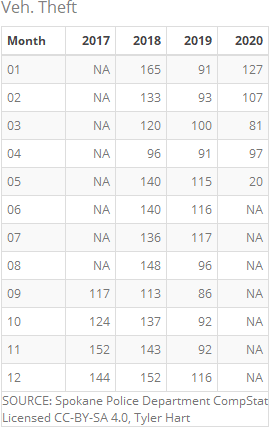 Veh. Theft
Month 2017 2018 2019 2020
01 NA 165 91 127
02 NA 133 93 107
03 NA 120 100 81
04 NA 96 91 97
05 NA 140 115 20
06 NA 140 116 NA
07 NA 136 117 NA
08 NA 148 96 NA
09 117 113 86 NA
10 124 137 92 NA
11 152 143 92 NA
12 144 152 116 NA
SOURCE: Spokane Police Department CompStat
Licensed CC-BY-SA 4.0, Tyler Hart